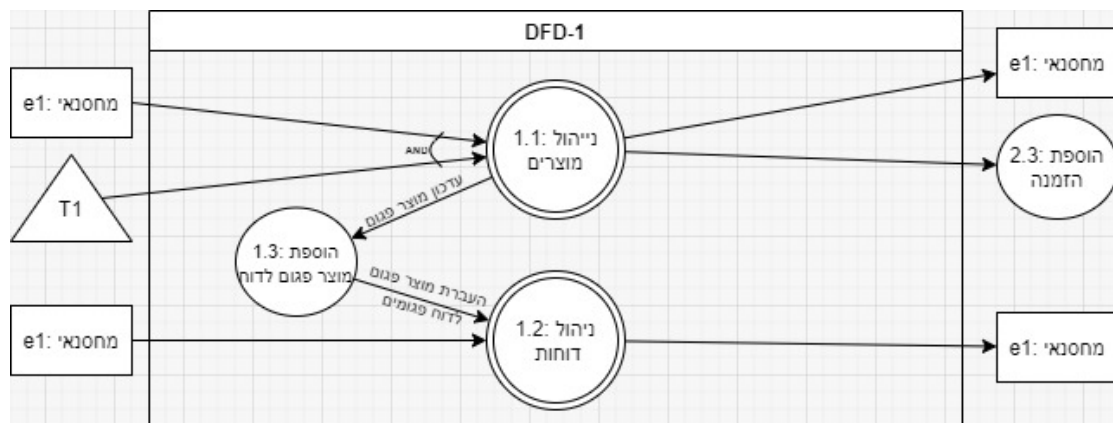 DFD-1
e1: מחסנאי
T1
e1: מחסנאי
AND
1.1: נייהול
מוצרים
עדכון מוצר פגום
1.3: הוספת
מוצר פגום לדוח
העברת מוצר פגום
לדוח פגומים
1.2: ניהול
דוחות
e1: מחסנאי
2.3: הוספת
הזמנה
e1: מחסנאי